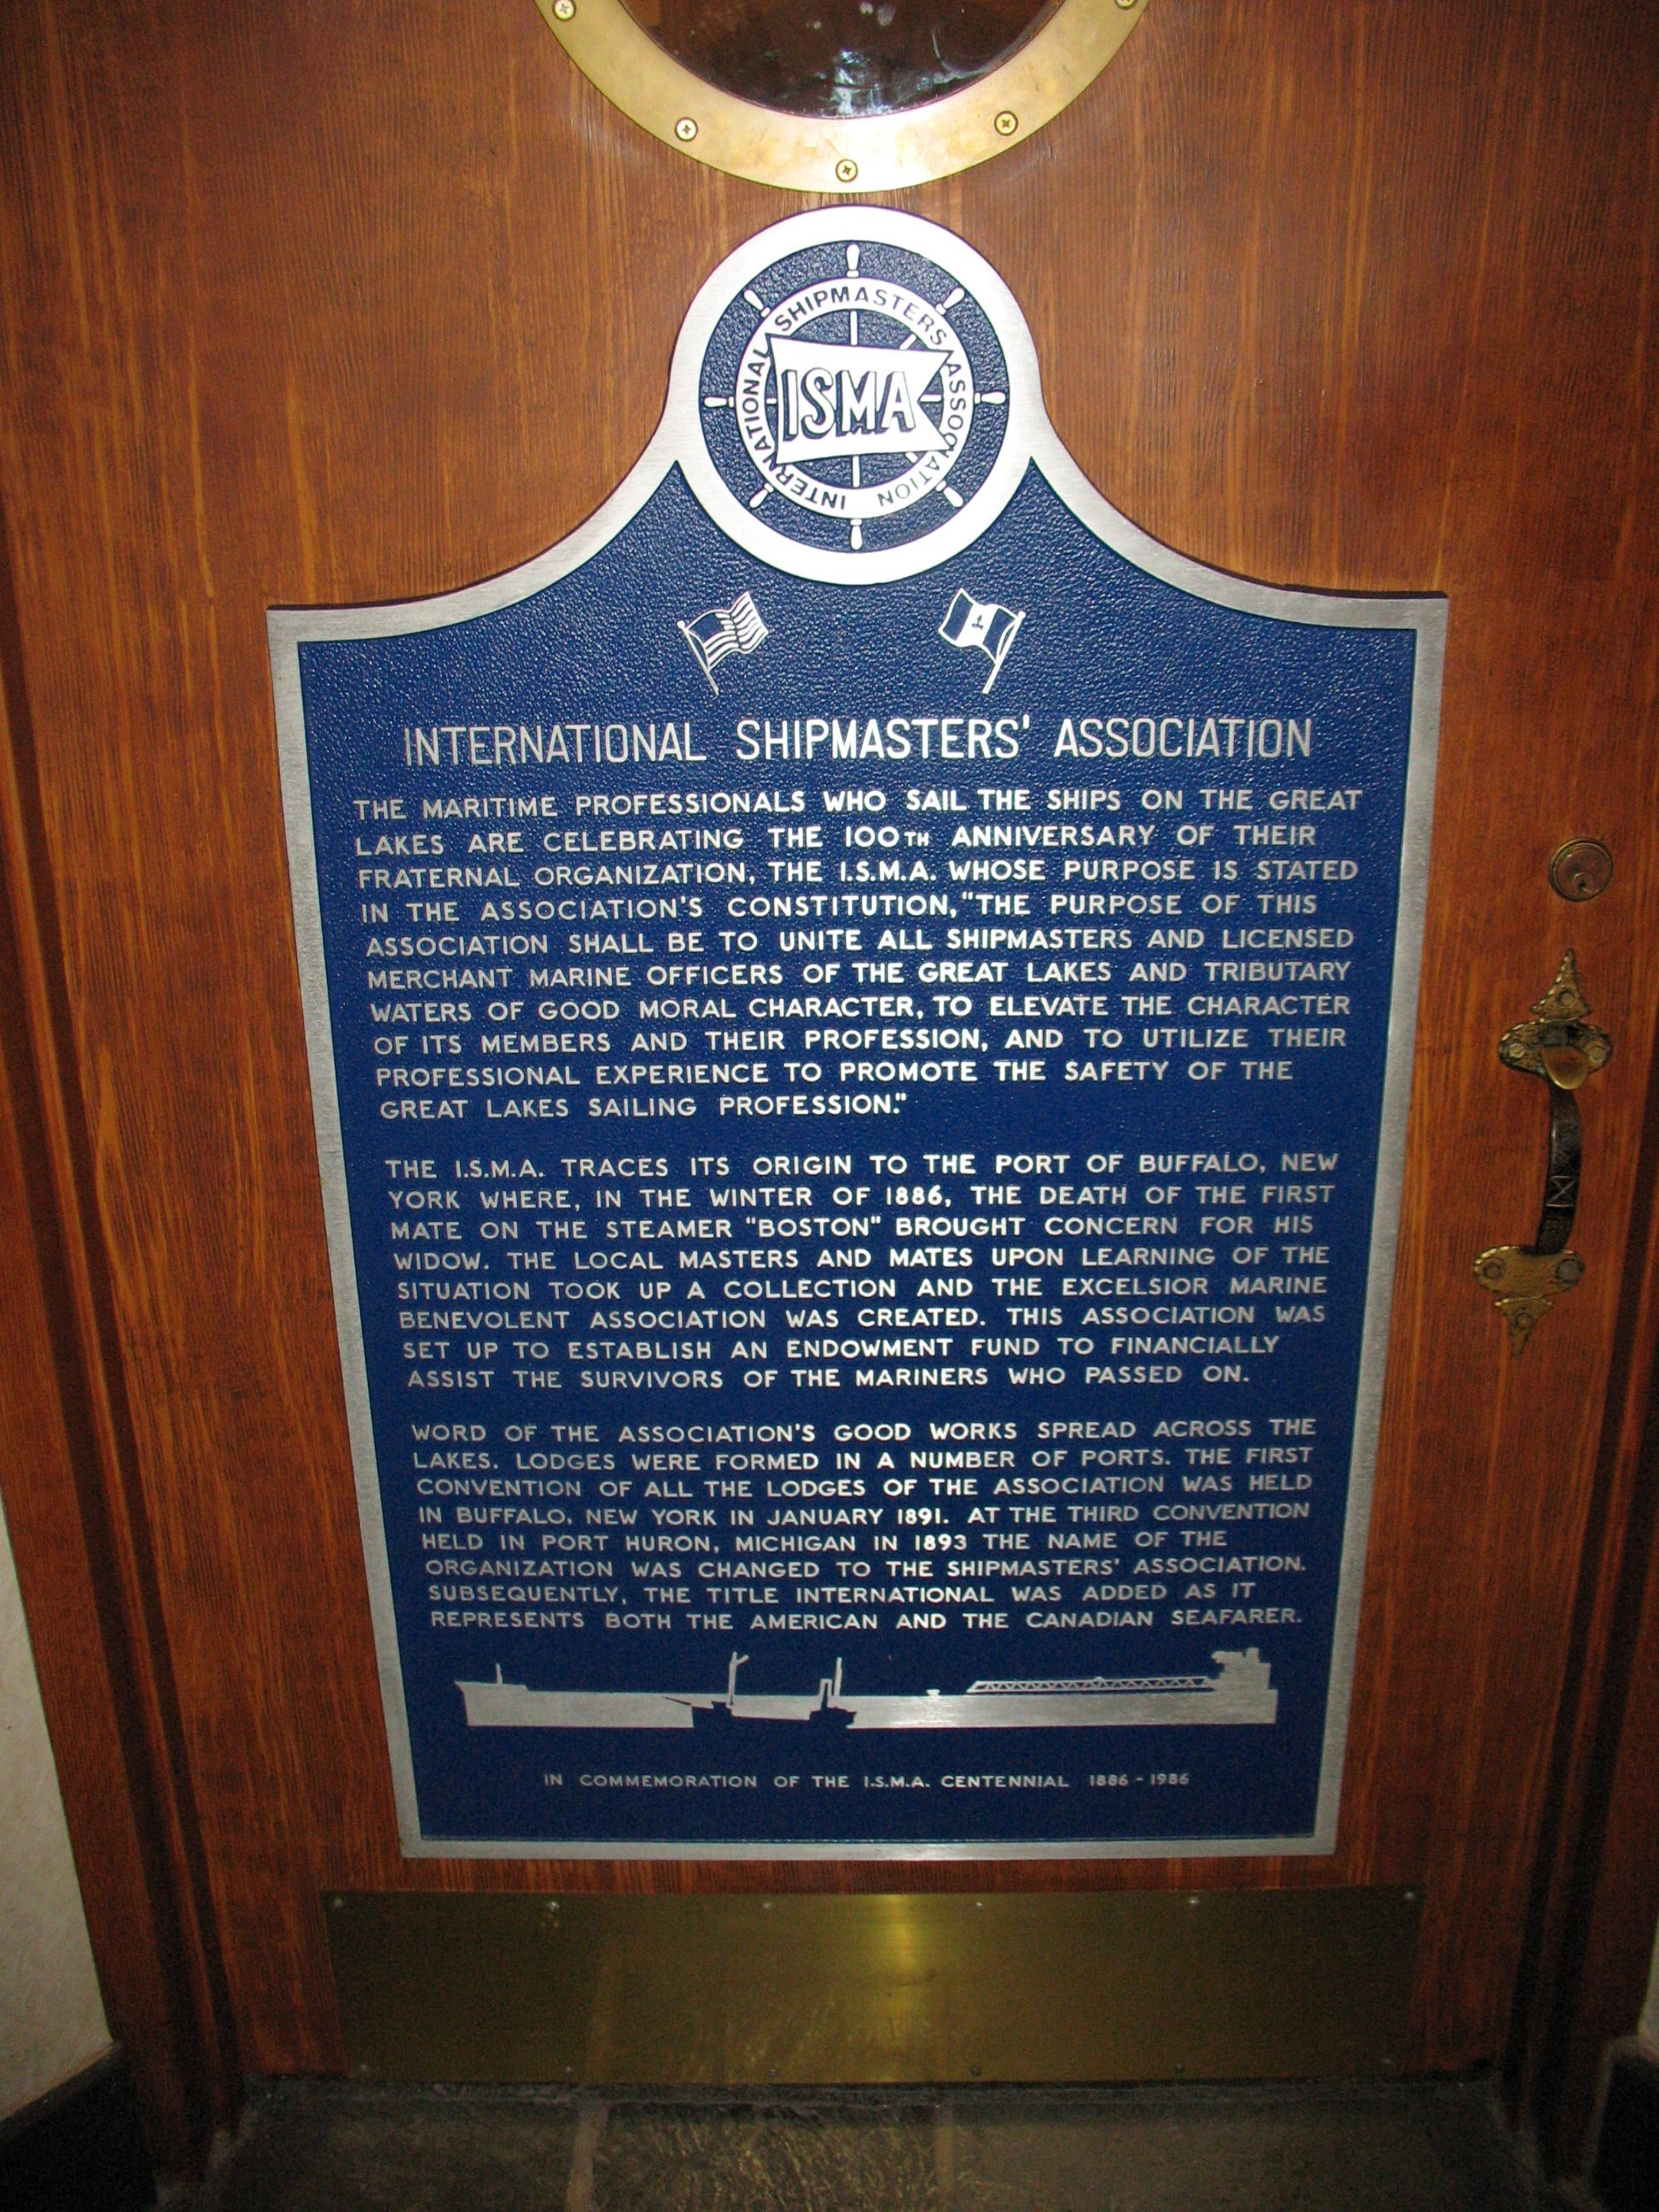 INTERNATIONAL SHIPMASTERS ASSOCIATION
ISMA
INTERNATIONAL SHIPMASTERS' ASSOCIATION
THE MARITIME PROFESSIONALS WHO SAIL THE SHIPS ON THE GREAT
LAKES ARE CELEBRATING THE 100TH ANNIVERSARY OF THEIR
FRATERNAL ORGANIZATION, THE I.S.M.A. WHOSE PURPOSE IS STATED
IN THE ASSOCIATION'S CONSTITUTION, "THE PURPOSE OF THIS
ASSOCIATION SHALL BE TO UNITE ALL SHIPMASTERS AND LICENSED
MERCHANT MARINE OFFICERS OF THE GREAT LAKES AND TRIBUTARY
WATERS OF GOOD MORAL CHARACTER, TO ELEVATE THE CHARACTER
OF ITS MEMBERS AND THEIR PROFESSION, AND TO UTILIZE THEIR
PROFESSIONAL EXPERIENCE TO PROMOTE THE SAFETY OF THE
GREAT LAKES SAILING PROFESSION."
THE I.S.M.A. TRACES ITS ORIGIN TO THE PORT OF BUFFALO, NEW
YORK WHERE, IN THE WINTER OF 1886, THE DEATH OF THE FIRST
MATE ON THE STEAMER "BOSTON" BROUGHT CONCERN FOR HIS
WIDOW. THE LOCAL MASTERS AND MATES UPON LEARNING OF THE
SITUATION TOOK UP A COLLECTION AND THE EXCELSIOR MARINE
BENEVOLENT ASSOCIATION WAS CREATED. THIS ASSOCIATION WAS
SET UP TO ESTABLISH AN ENDOWMENT FUND TO FINANCIALLY
ASSIST THE SURVIVORS OF THE MARINERS WHO PASSED ON.
WORD OF THE ASSOCIATION'S GOOD WORKS SPREAD ACROSS THE
LAKES. LODGES WERE FORMED IN A NUMBER OF PORTS. THE FIRST
CONVENTION OF ALL THE LODGES OF THE ASSOCIATION WAS HELD
IN BUFFALO, NEW YORK IN JANUARY 1891. AT THE THIRD CONVENTION
HELD IN PORT HURON, MICHIGAN IN 1893 THE NAME OF THE
ORGANIZATION WAS CHANGED TO THE SHIPMASTERS' ASSOCIATION.
SUBSEQUENTLY, THE TITLE INTERNATIONAL WAS ADDED AS IT
REPRESENTS BOTH THE AMERICAN AND THE CANADIAN SEAFARER.
IN COMMEMORATION OF THE I.S.M.A. CENTENNIAL 1886 - 1986